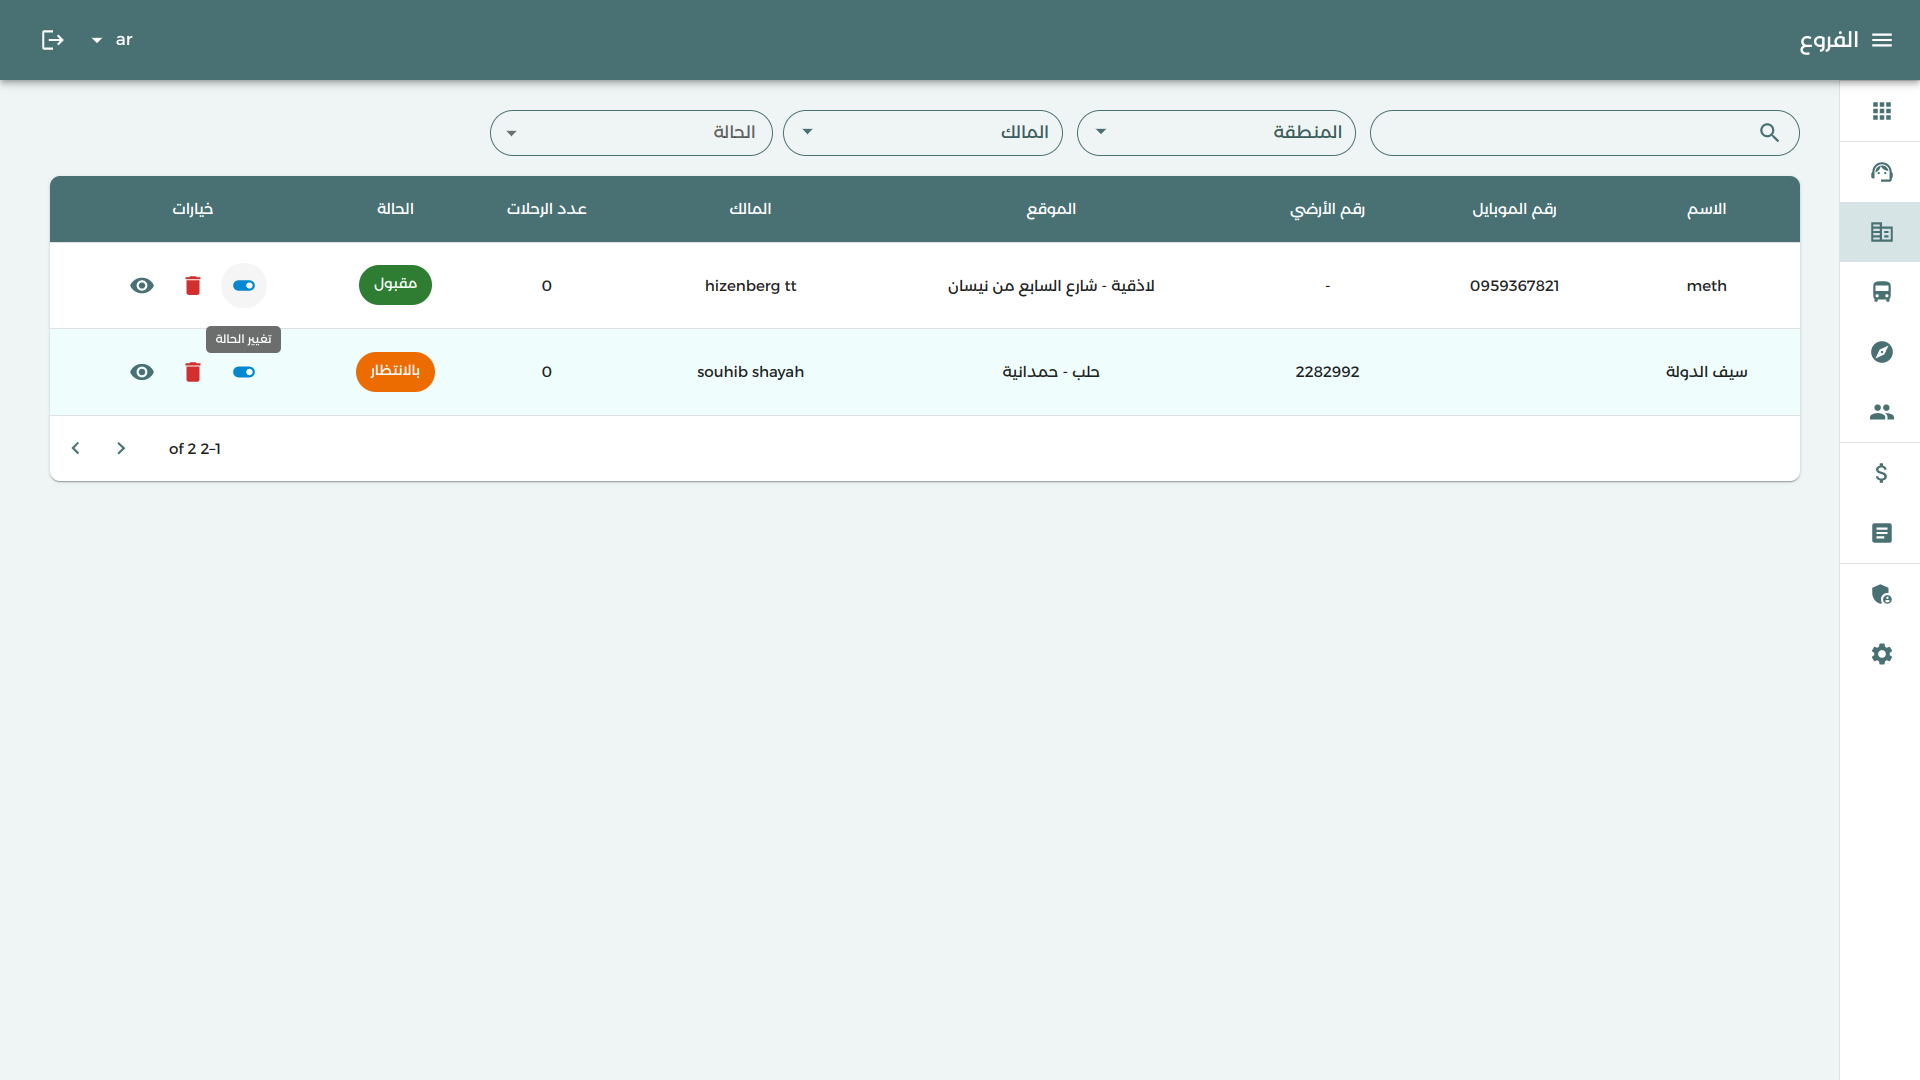 الفروع
ar
المنطقة
المالك
الحالة
الاسم
رقم الموبايل
رقم الأرضي
الموقع
المالك
عدد الرحلات
الحالة
خيارات
meth
0959367821
-
لاذقية - شارع السابع من نيسان
hizenberg tt
0
مقبول
تغيير الحالة
سيف الدولة
2282992
حلب - حمدانية
souhib shayah
0
بالانتظار
of 2 2–1